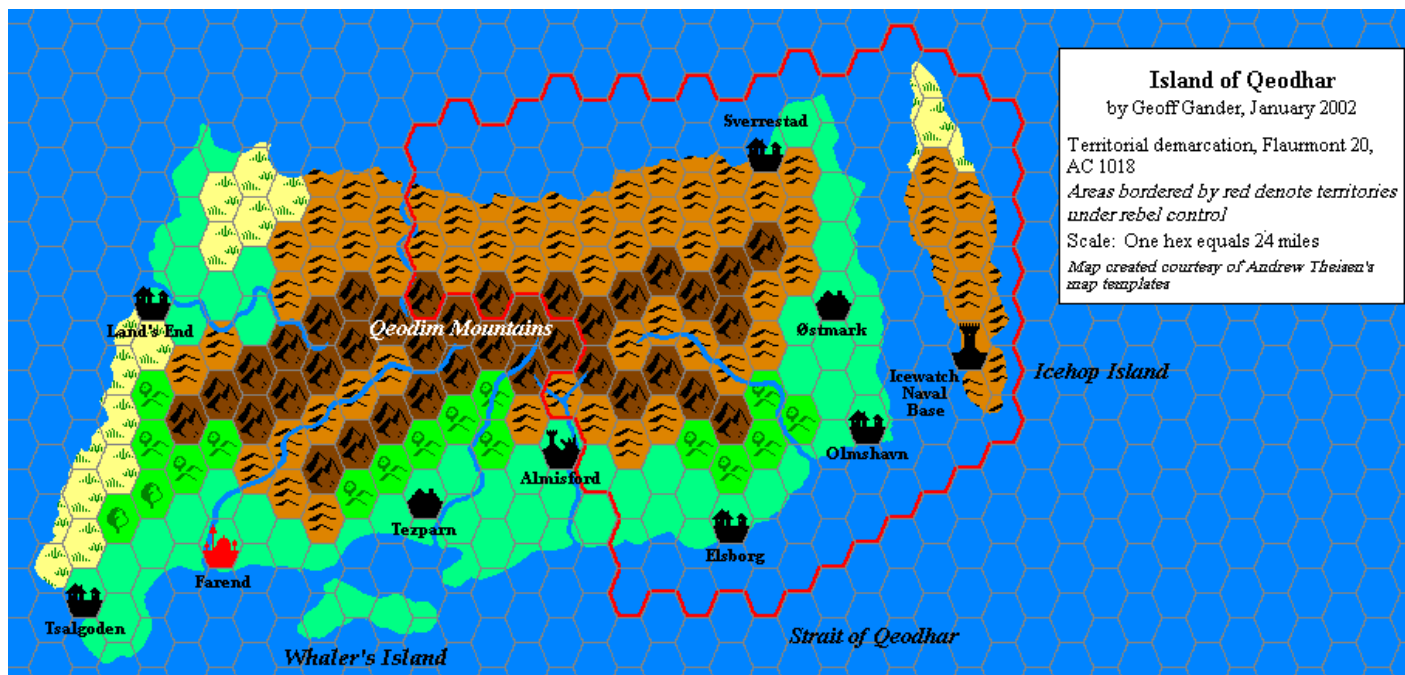 Island of Qeodhar
by Geoff Gander, January 2002
Territorial demarcation, Flaurmont 20,
AC 1018
Areas bordered by red denote territories
under rebel control
Scale: One hex equals 24 miles
Map created courtesy of Andrew Theisen's
map templates
Sverrestad
Land's End
Qeodim Mountains
Østmark
Icewatch
Naval
Base
Icehop Island
Olmshavn
Almisford
Tezparn
Elsborg
Farend
Tsalgoden
Strait of Qeodhar
Whaler's Island